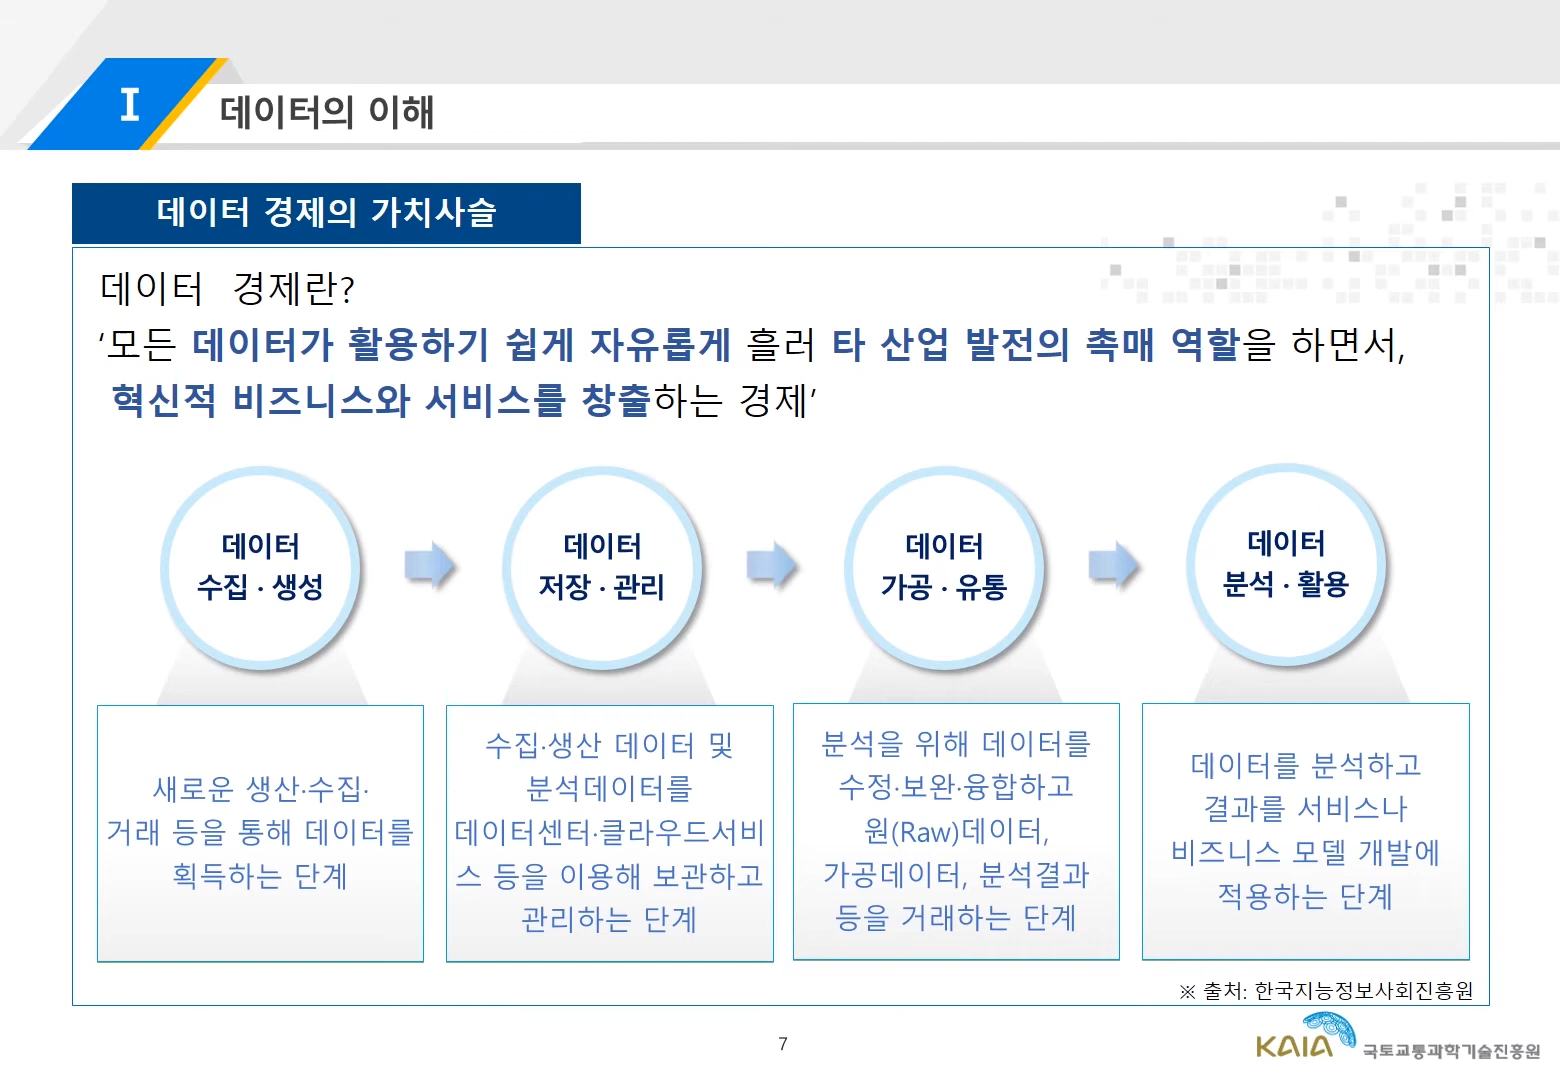 I
데이터의 이해
데이터 경제의 가치사슬
데이터 경제란?
‘모든 데이터가 활용하기 쉽게 자유롭게 흘러 타 산업 발전의 촉매 역할을 하면서,
혁신적 비즈니스와 서비스를 창출하는 경제’
데이터
수집 · 생성
데이터
저장 · 관리
데이터
가공 · 유통
데이터
분석 · 활용
새로운 생산·수집·
거래 등을 통해 데이터를
획득하는 단계
수집·생산 데이터 및
분석데이터를
데이터센터·클라우드서비
스 등을 이용해 보관하고
관리하는 단계
분석을 위해 데이터를
수정·보완·융합하고
원(Raw)데이터,
가공데이터, 분석결과
등을 거래하는 단계
데이터를 분석하고
결과를 서비스나
비즈니스 모델 개발에
적용하는 단계
※ 출처: 한국지능정보사회진흥원
7
KAIA 국토교통과학기술진흥원